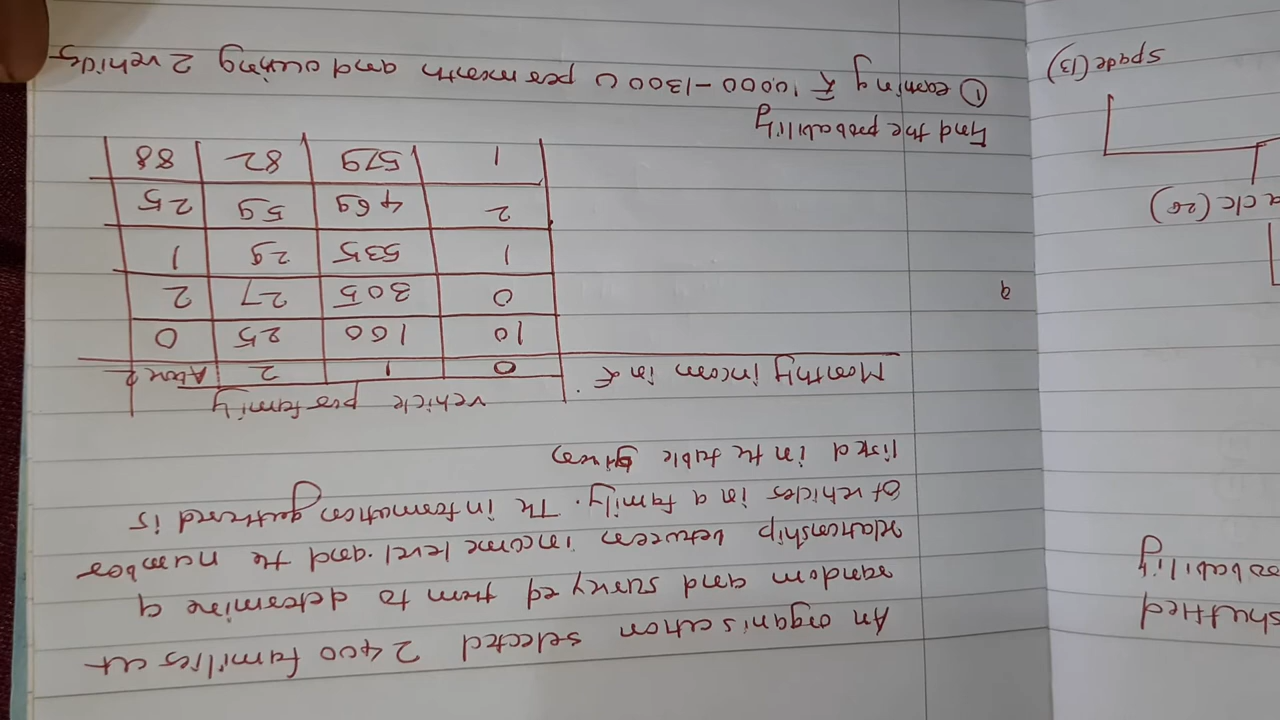 An organisation selected 2400 families at
random and surveyed them to determine a
relationship between income level and the number
of vehicles in a family. The information gathered is
listed in the table given
vehicle per family
Monthly incom in ₹ 0 1 2 Above 2
10 160 25 0
0 305 27 2
1 535 29 1
2 469 59 25
1 579 82 88
Find the probability
① earning ₹ 10000-13000 per month and owning 2 vehicles
shuffled
obability
ack (26)
spade (13)
9